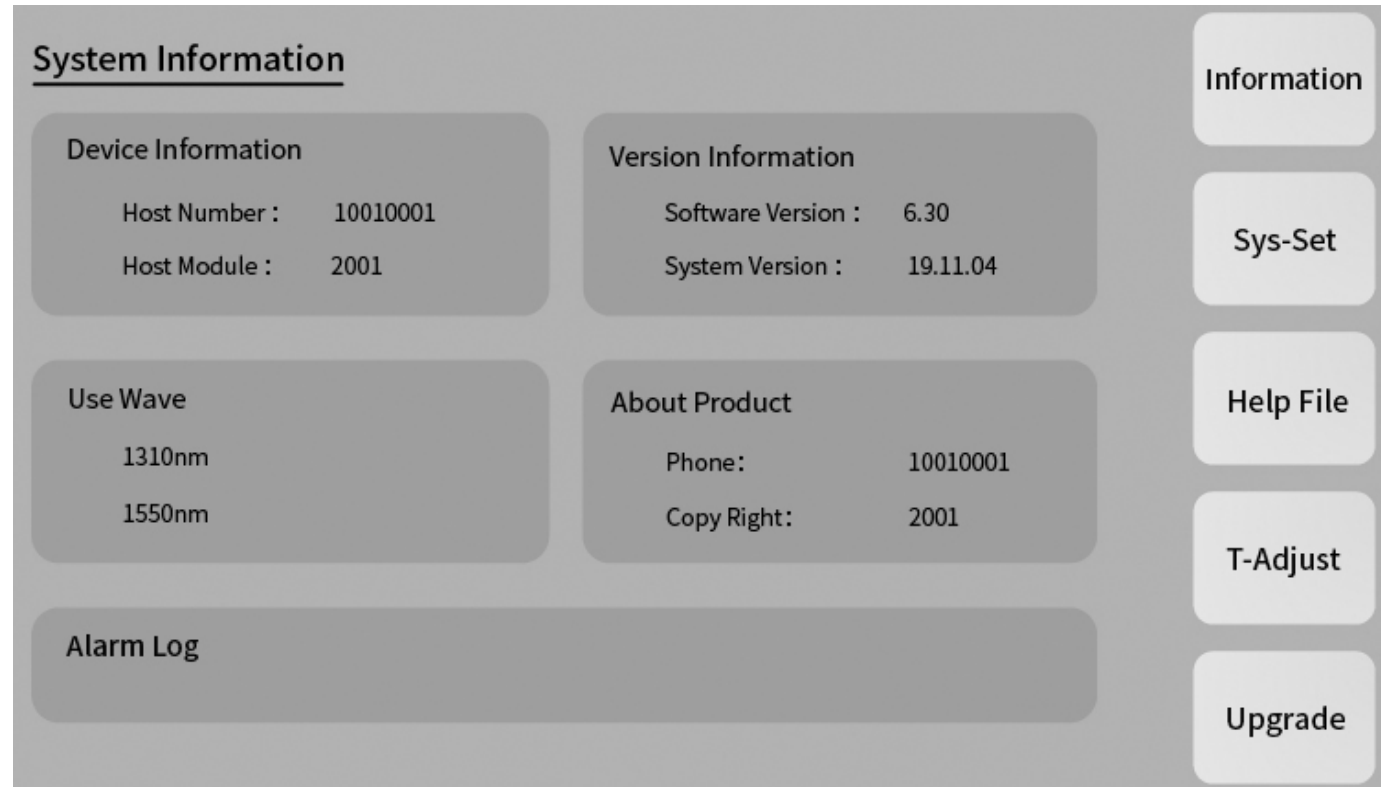 System Information
Device Information
Host Number： 10010001
Host Module： 2001
Version Information
Software Version： 6.30
System Version： 19.11.04
Use Wave
1310nm
1550nm
About Product
Phone： 10010001
Copy Right： 2001
Alarm Log
Information
Sys-Set
Help File
T-Adjust
Upgrade